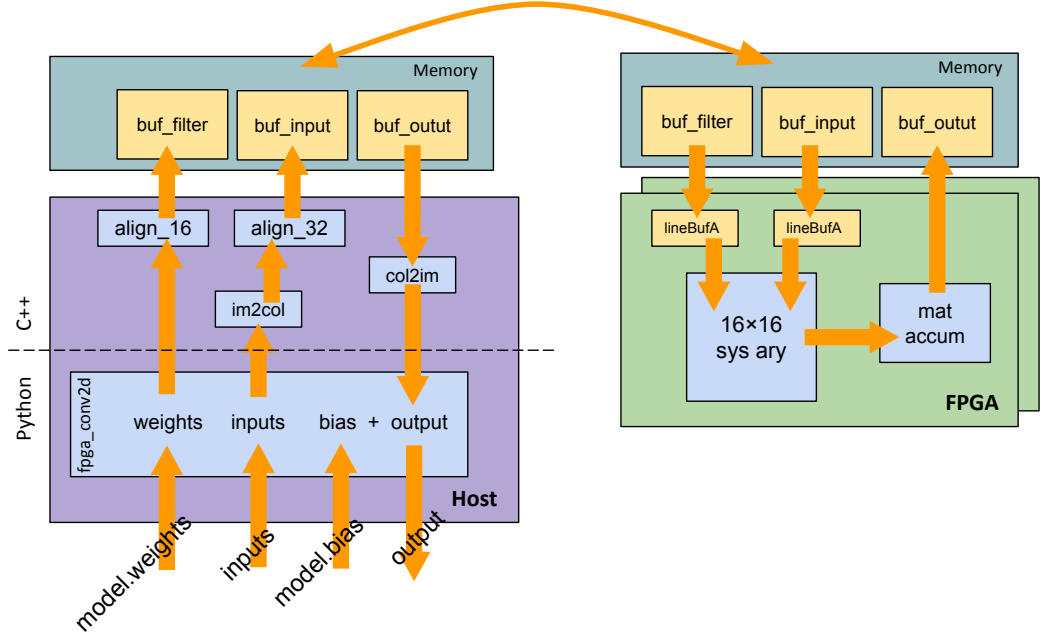 Memory
buf_filter
buf_input
buf_outut
align_16
align_32
col2im
im2col
C++
Python
fpga_conv2d
weights
inputs
bias + output
Host
model.weights
inputs
model.bias
output
Memory
buf_filter
buf_input
buf_outut
lineBufA
lineBufA
16×16
sys ary
mat
accum
FPGA